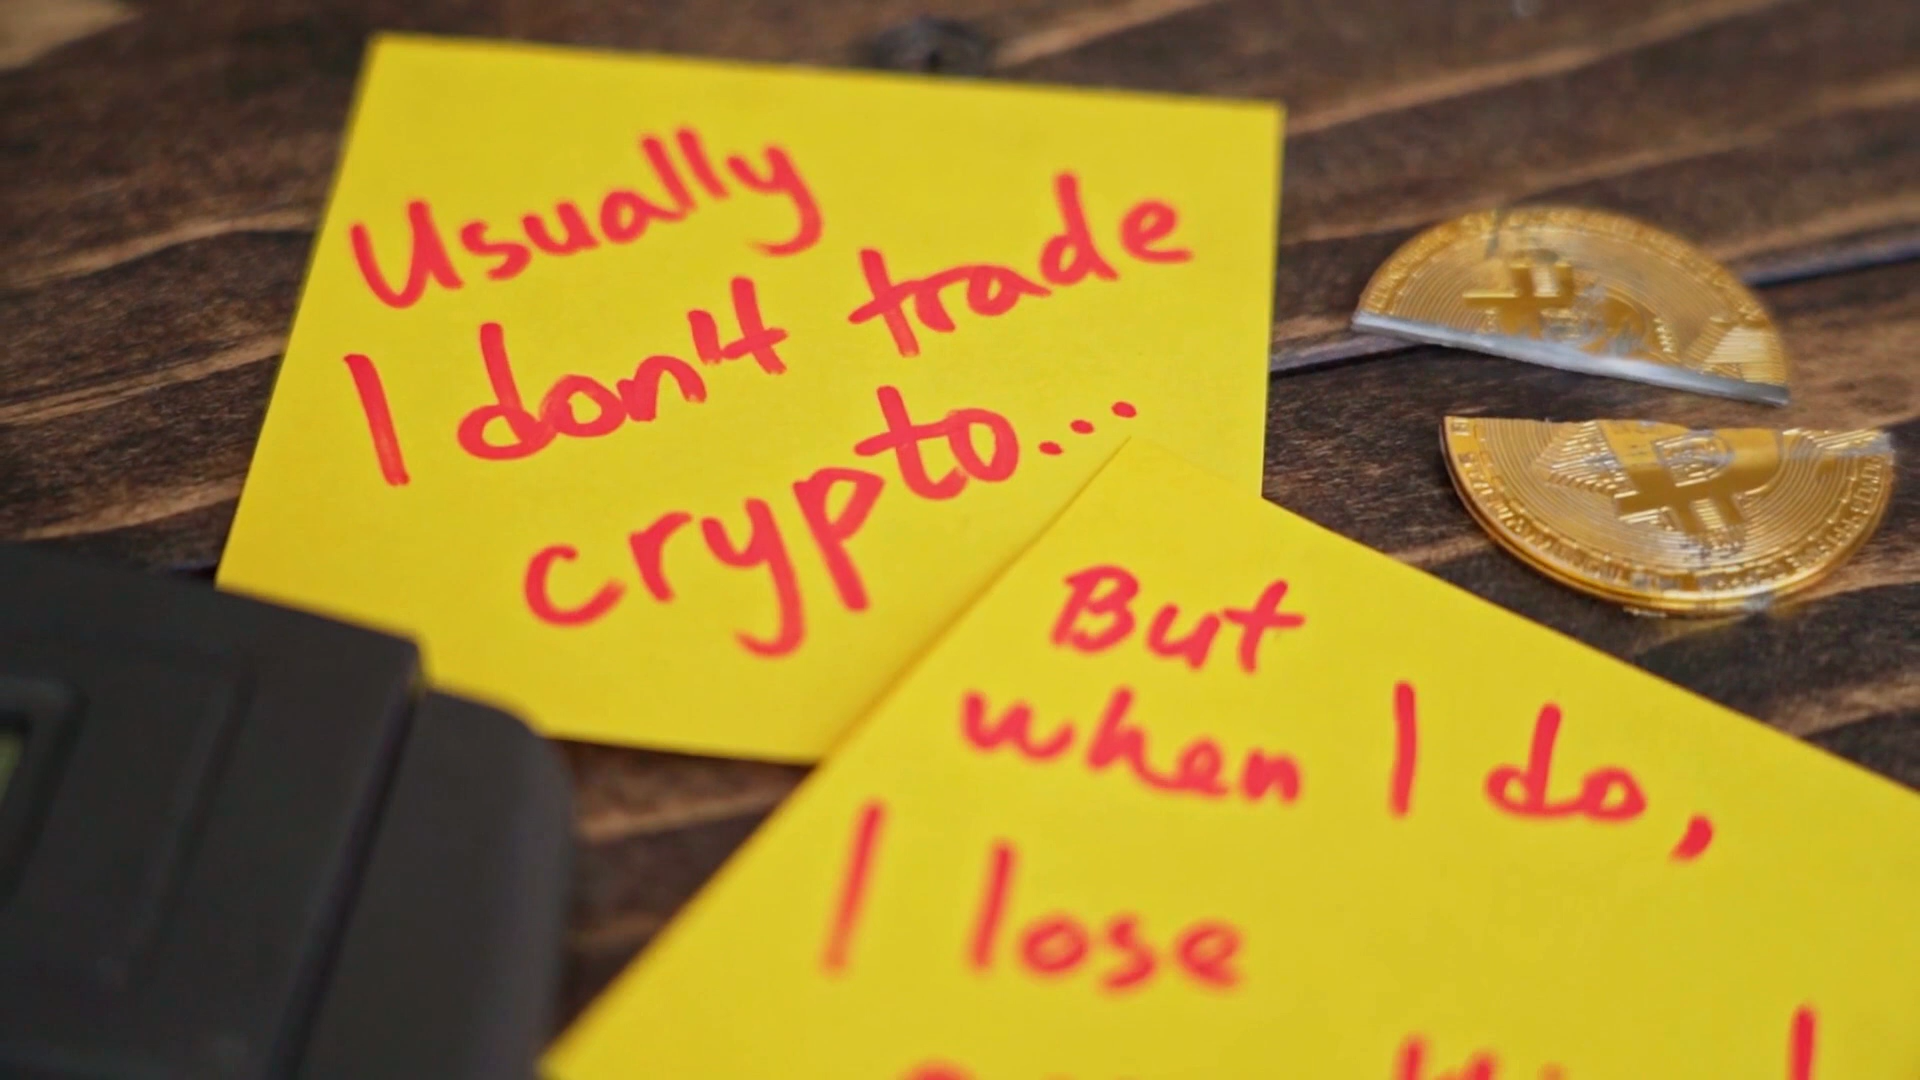 Usually
I don't trade
crypto...
But
when I do,
I lose